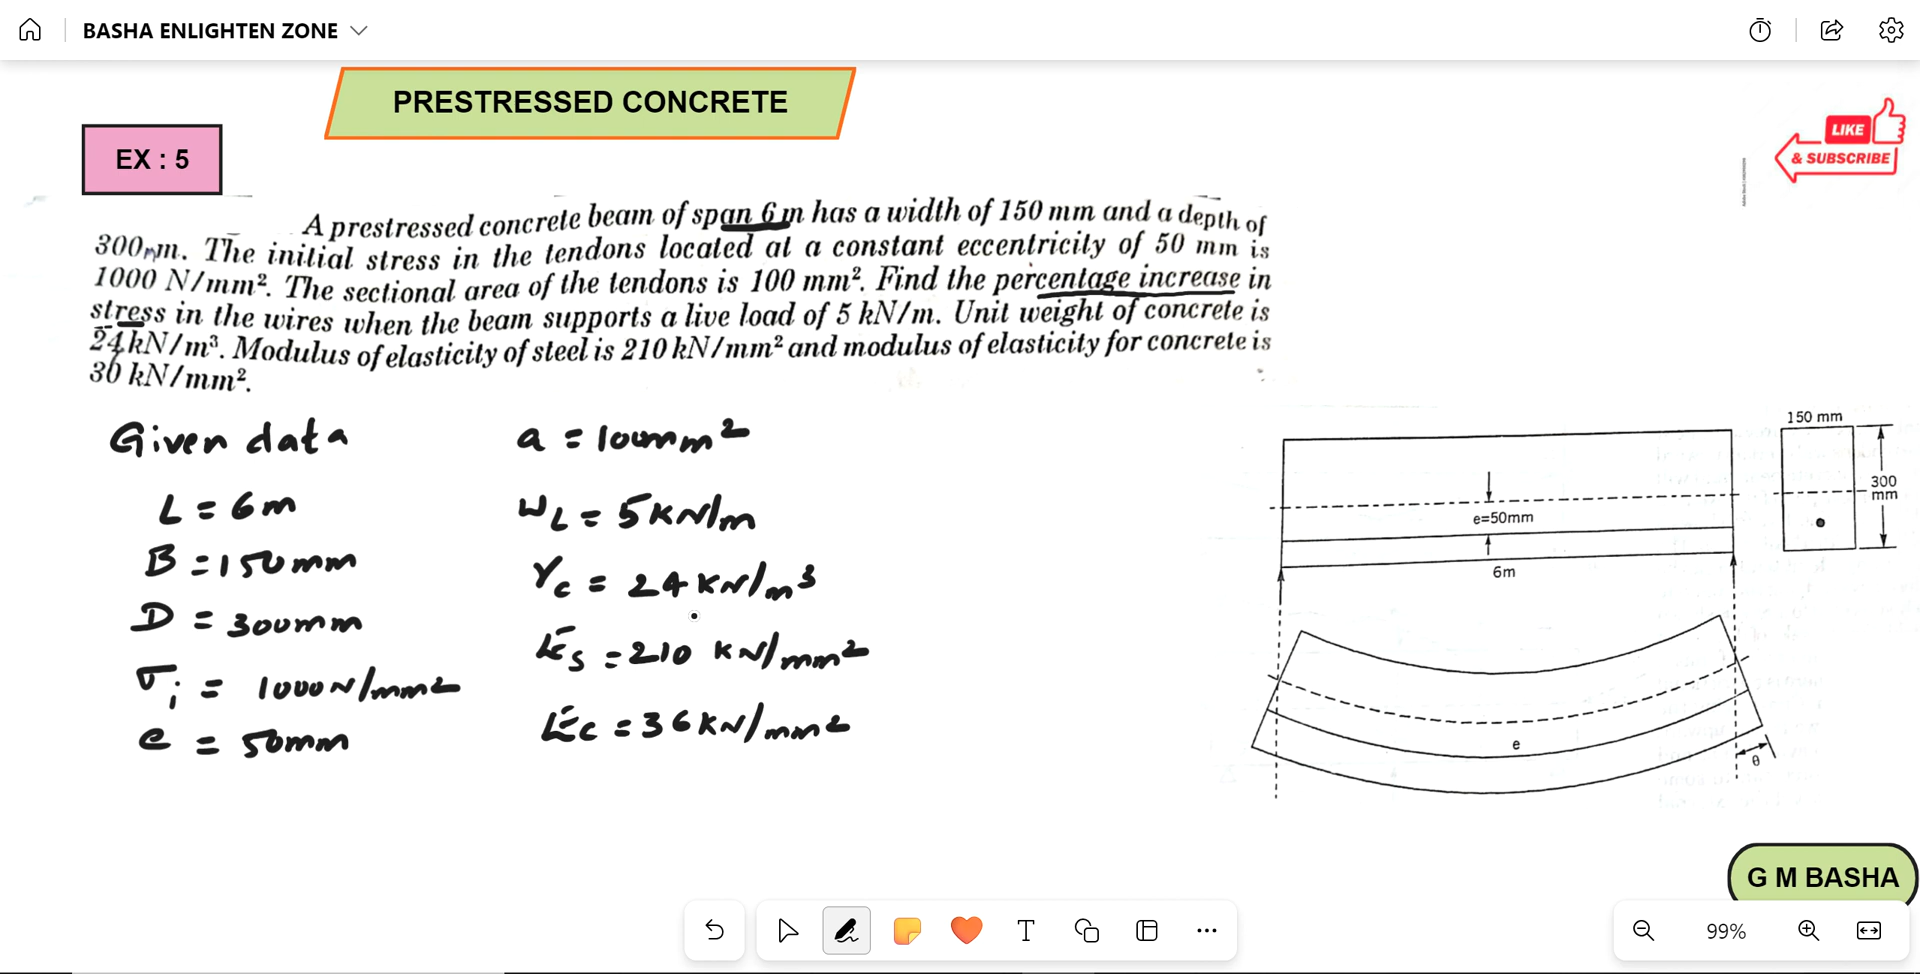 BASHA ENLIGHTEN ZONE
PRESTRESSED CONCRETE
EX : 5
LIKE
& SUBSCRIBE
A prestressed concrete beam of span 6 m has a width of 150 mm and a depth of
300 mm. The initial stress in the tendons located at a constant eccentricity of 50 mm is
1000 N/mm². The sectional area of the tendons is 100 mm². Find the percentage increase in
stress in the wires when the beam supports a live load of 5 kN/m. Unit weight of concrete is
24 kN/m³. Modulus of elasticity of steel is 210 kN/mm² and modulus of elasticity for concrete is
36 kN/mm².
Given data
L = 6m
B = 150mm
D = 300mm
σi = 1000N/mm2
e = 50mm
a = 100mm2
WL = 5KN/m
γc = 24KN/m3
Es = 210 KN/mm2
Ec = 36KN/mm2
150 mm
300
mm
e=50mm
6m
e
θ
G M BASHA
T
99%